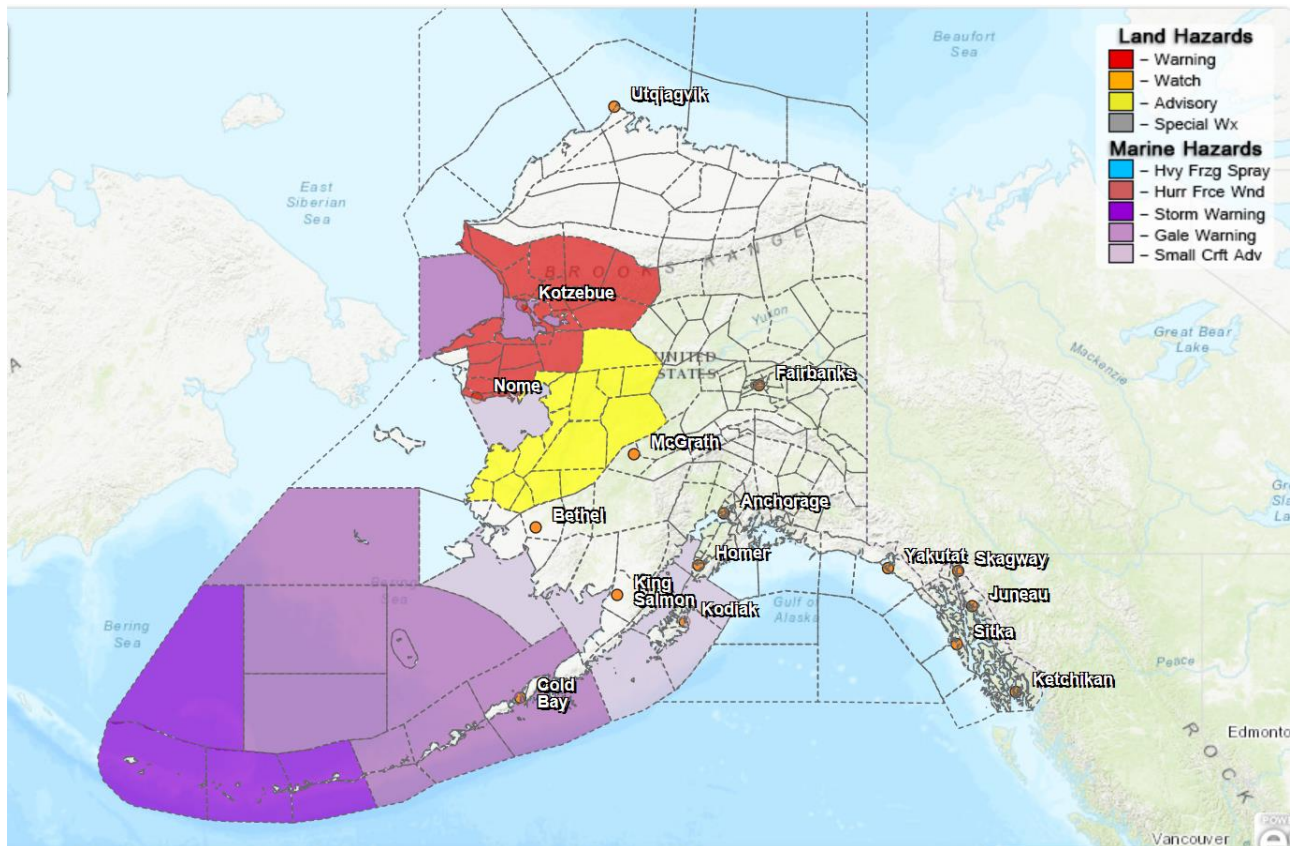 Beaufort
Sea
Land Hazards
– Warning
– Watch
– Advisory
– Special Wx
Marine Hazards
– Hvy Frzg Spray
– Hurr Frce Wnd
– Storm Warning
– Gale Warning
– Small Crft Adv
Utqiagvik
East
Siberian
Sea
BROOKS RANGE
Kotzebue
Yukon
Great Bear
Lake
Mackenzie
UNITED
STATES
Fairbanks
Nome
A
McGrath
Anchorage
Bethel
Homer
Yakutat
Skagway
King
Salmon
Kodiak
Juneau
Gulf of
Alaska
Bering
Sea
Bering
Sea
Sitka
Peace
Cold
Bay
Ketchikan
ROCK
Edmonto
Vancouver